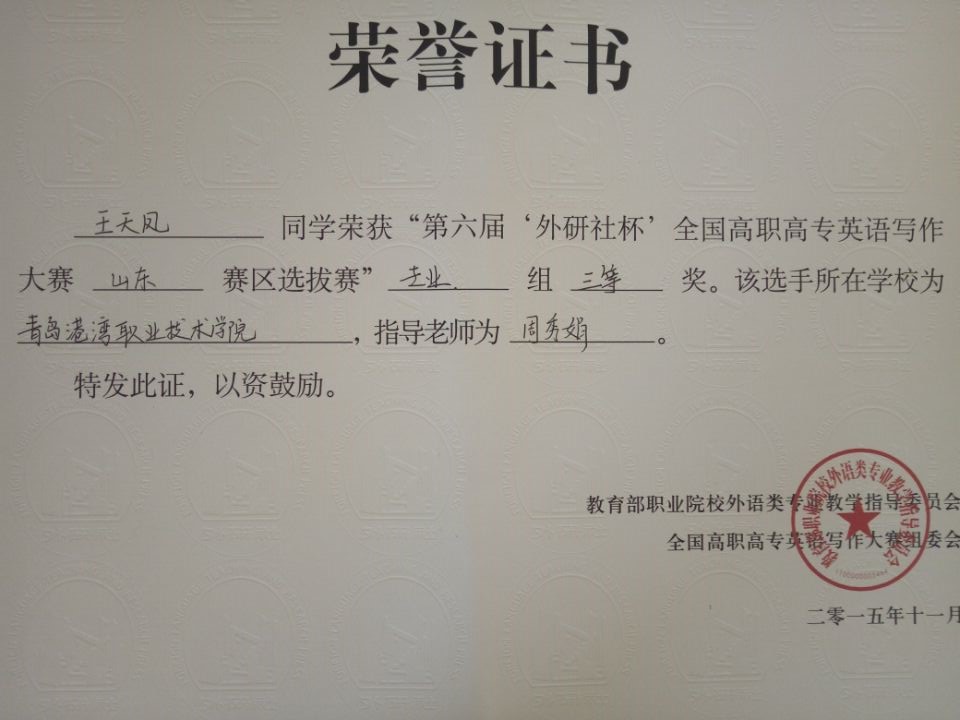 荣誉证书
王天凤 同学荣获“第六届‘外研社杯’全国高职高专英语写作
大赛 山东 赛区选拔赛” 专业 组 三等 奖。该选手所在学校为
青岛港湾职业技术学院，指导老师为 周秀娟。
特发此证，以资鼓励。
教育部职业院校外语类专业教学指导委员会
全国高职高专英语写作大赛组委会
二零一五年十一月